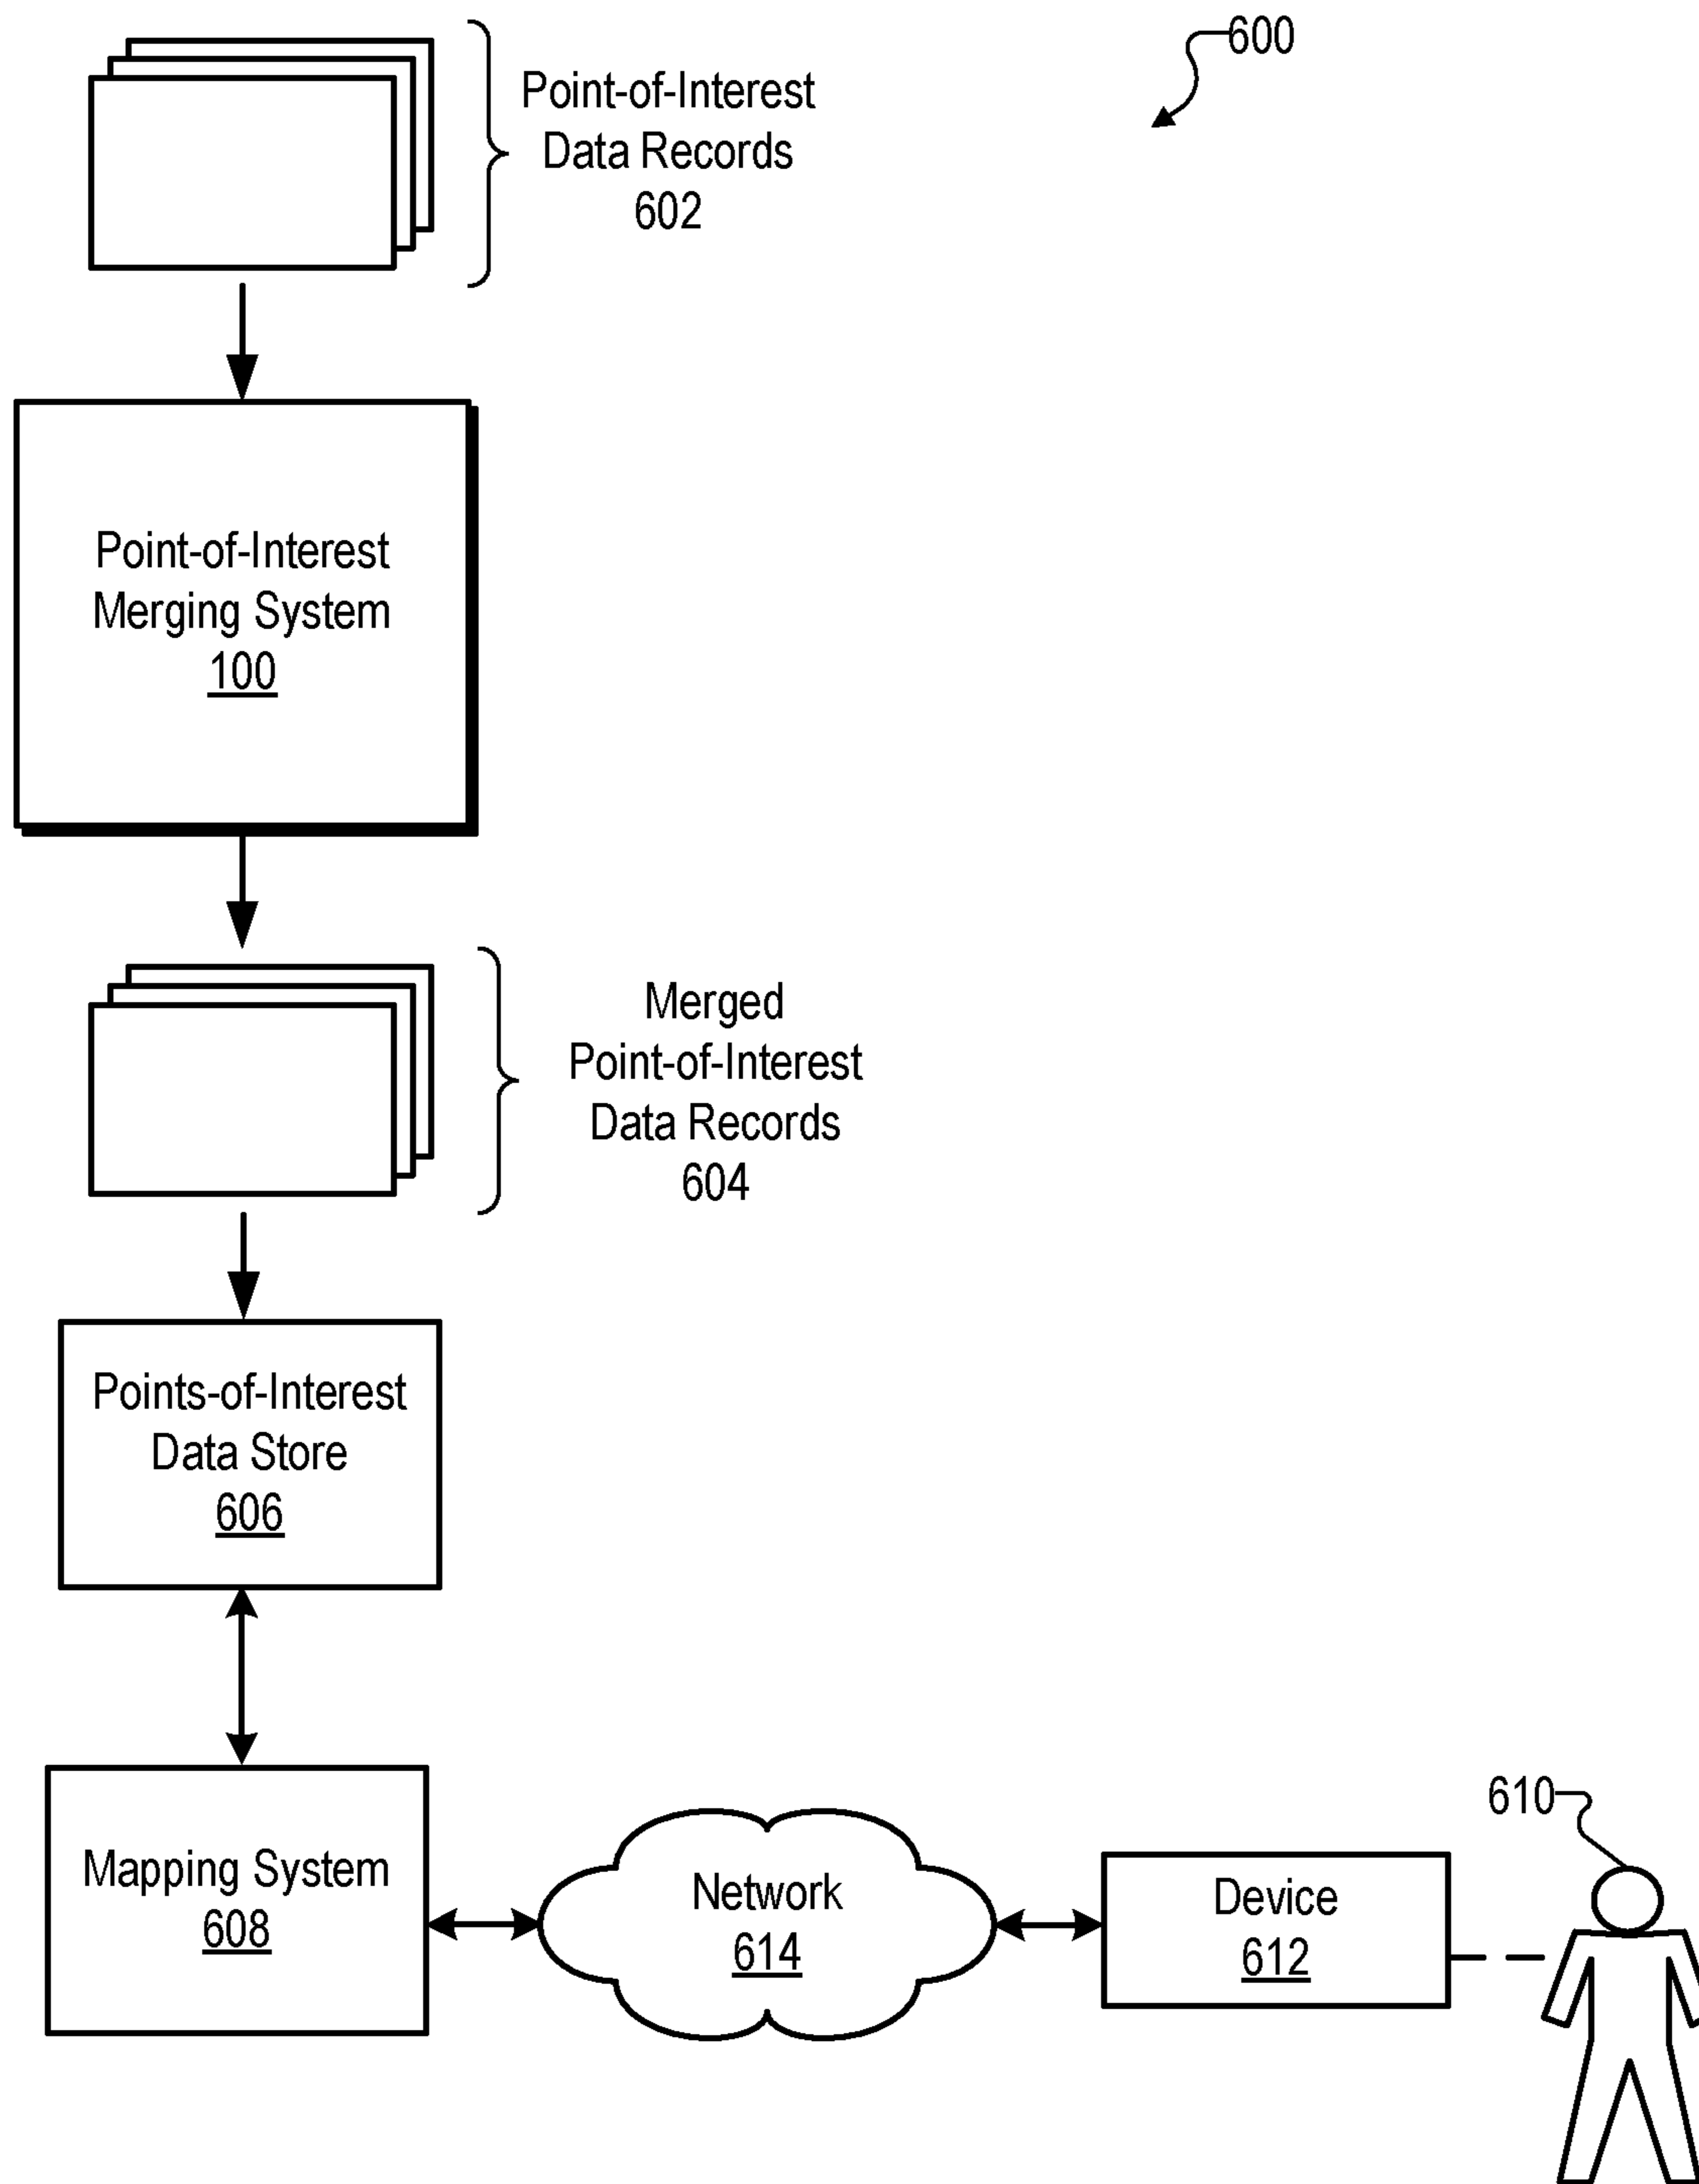 600
Point-of-Interest
Data Records
602
Point-of-Interest
Merging System
100
Merged
Point-of-Interest
Data Records
604
Points-of-Interest
Data Store
606
610
Mapping System
608
Network
614
Device
612